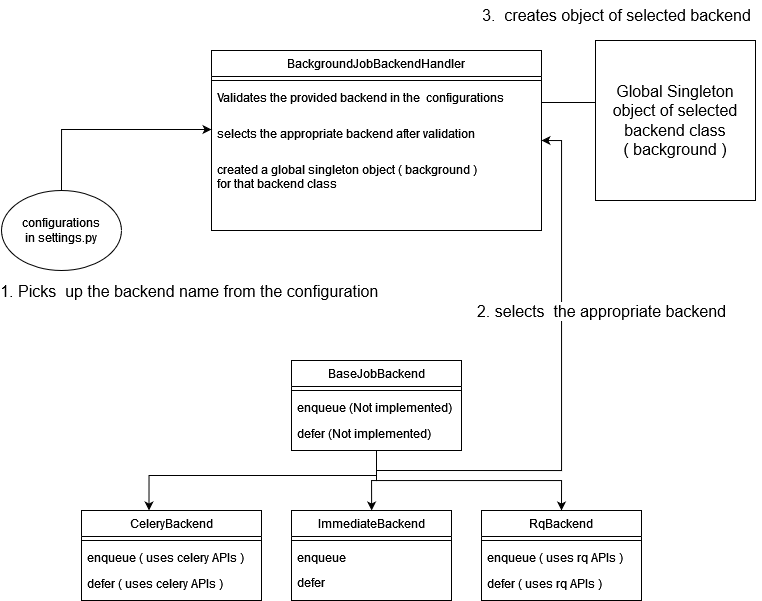 3. creates object of selected backend
BackgroundJobBackendHandler
Validates the provided backend in the configurations
selects the appropriate backend after validation
created a global singleton object ( background )
for that backend class
Global Singleton
object of selected
backend class
( background )
configurations
in settings.py
1. Picks up the backend name from the configuration
2. selects the appropriate backend
BaseJobBackend
enqueue (Not implemented)
defer (Not implemented)
CeleryBackend
enqueue ( uses celery APIs )
defer ( uses celery APIs )
ImmediateBackend
enqueue
defer
RqBackend
enqueue ( uses rq APIs )
defer ( uses rq APIs )